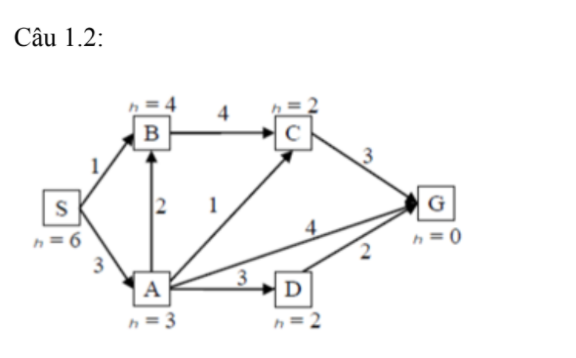 Câu 1.2:
h = 4
4
h = 2
B
C
1
3
S
2
1
G
h = 6
4
h = 0
3
2
A
3
D
h = 3
h = 2